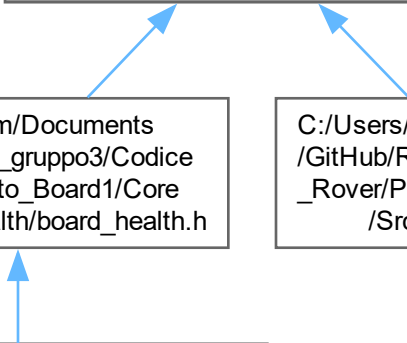 m/Documents
_gruppo3/Codice
to_Board1/Core
lth/board_health.h
C:/Users/
/GitHub/R
_Rover/P
/Src